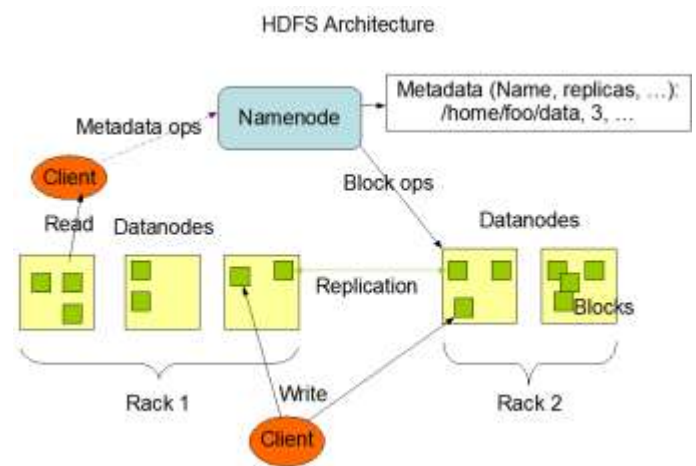 HDFS Architecture
Metadata (Name, replicas, …):
/home/foo/data, 3, …
Namenode
Metadata ops
Client
Block ops
Read
Datanodes
Datanodes
Replication
Blocks
Rack 1
Write
Rack 2
Client